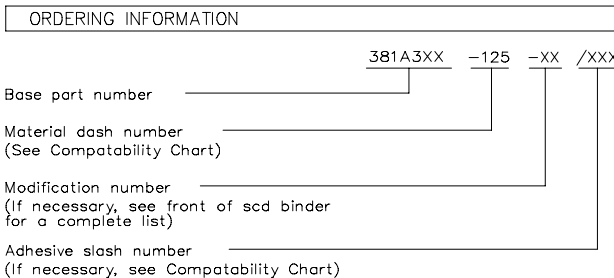 ORDERING INFORMATION
381A3XX -125 -XX /XXX
Base part number
Material dash number
(See Compatability Chart)
Modification number
(If necessary, see front of scd binder
for a complete list)
Adhesive slash number
(If necessary, see Compatability Chart)